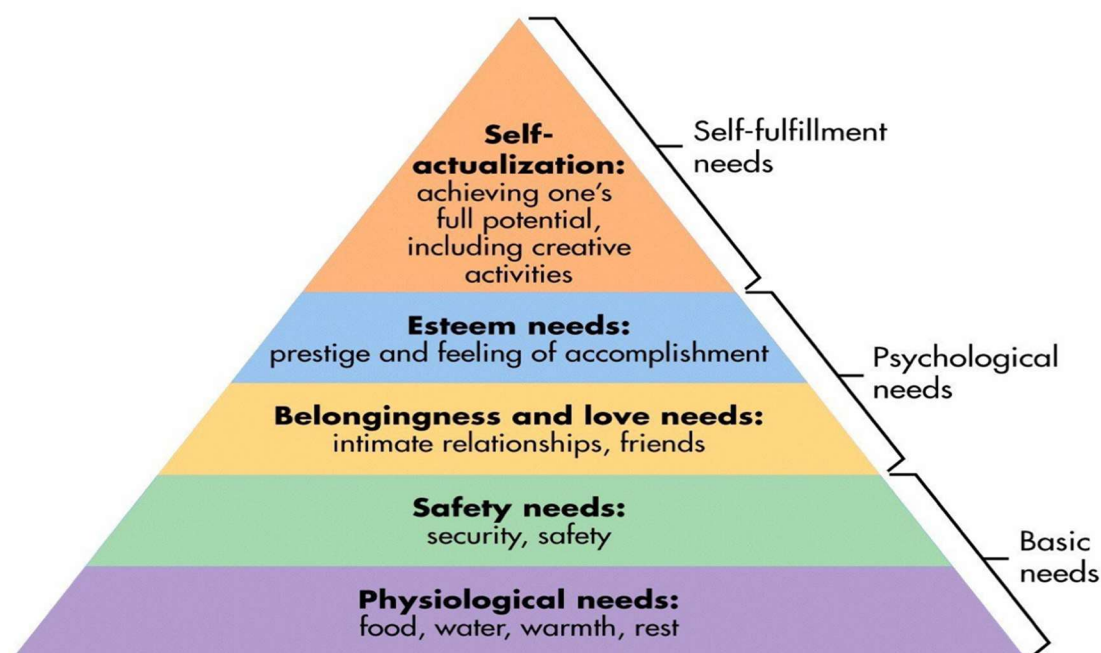 Self-
actualization:
achieving one's
full potential,
including creative
activities
Self-fulfillment
needs
Esteem needs:
prestige and feeling of accomplishment
Psychological
needs
Belongingness and love needs:
intimate relationships, friends
Safety needs:
security, safety
Basic
needs
Physiological needs:
food, water, warmth, rest